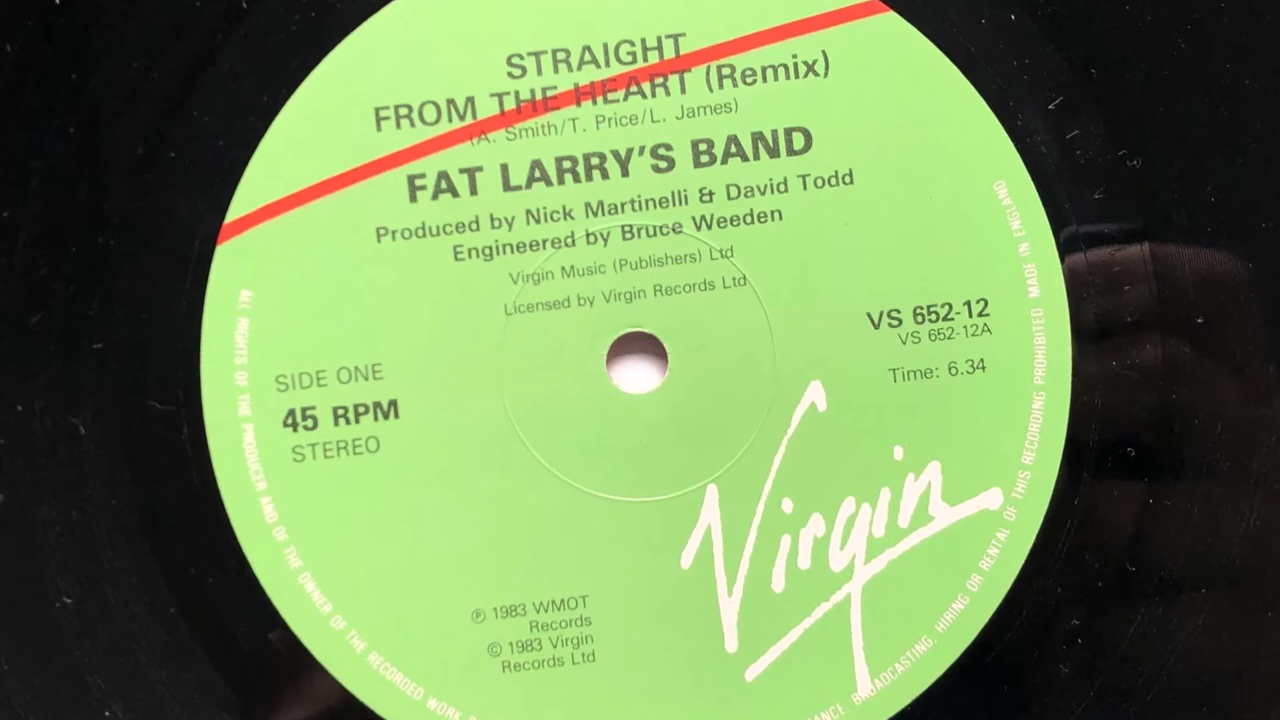 STRAIGHT
FROM THE HEART (Remix)
(A. Smith/T. Price/L. James)
FAT LARRY'S BAND
Produced by Nick Martinelli & David Todd
Engineered by Bruce Weeden
Virgin Music (Publishers) Ltd
Licensed by Virgin Records Ltd
VS 652-12
VS 652-12A
Time: 6.34
SIDE ONE
45 RPM
STEREO
Virgin
℗ 1983 WMOT
Records
© 1983 Virgin
Records Ltd
ALL RIGHTS OF THE PRODUCER AND OF THE OWNER OF THE RECORDED WORK
BROADCASTING, HIRING OR RENTAL OF THIS RECORDING PROHIBITED MADE IN ENGLAND